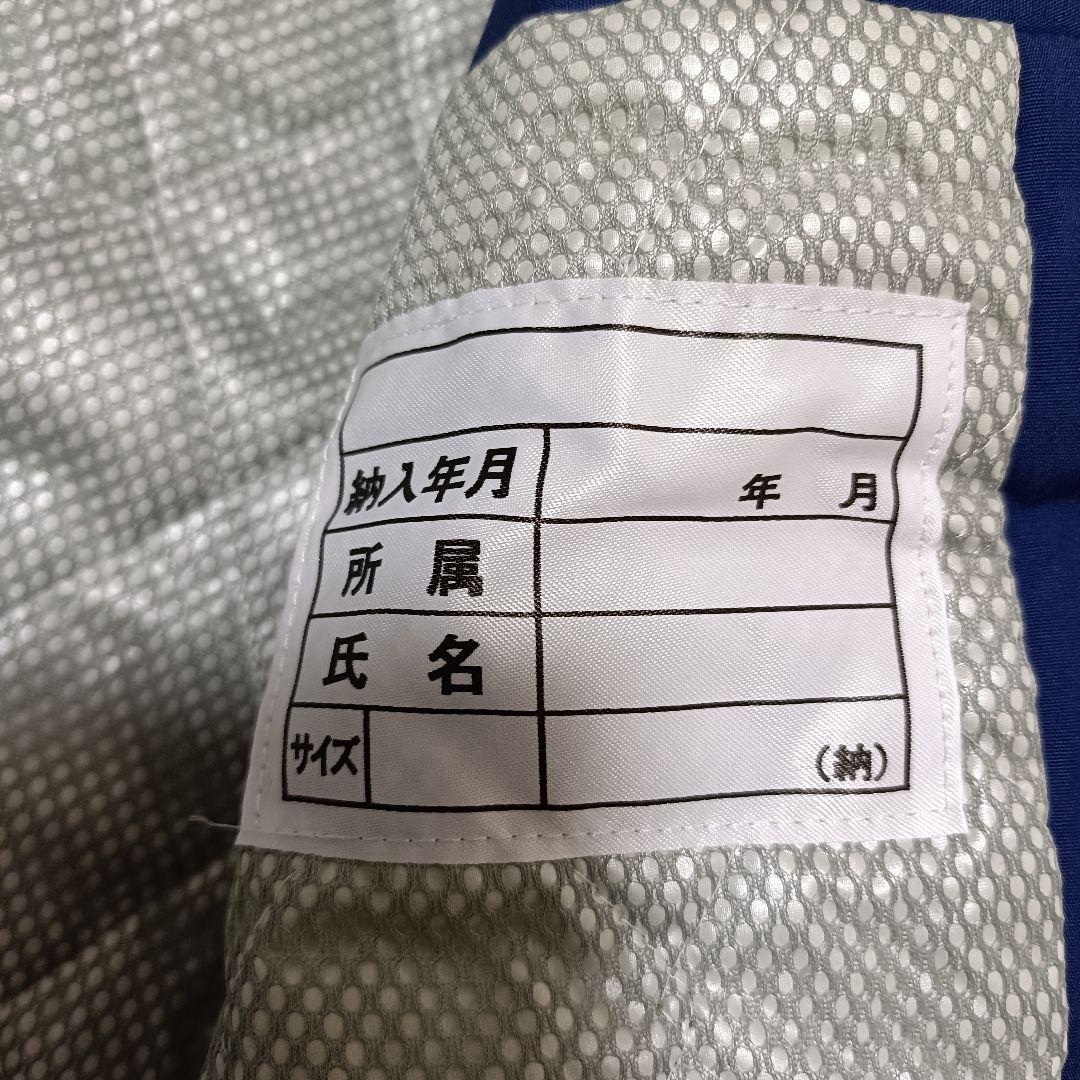 納入年月 年 月
所 属
氏 名
サイズ (納)